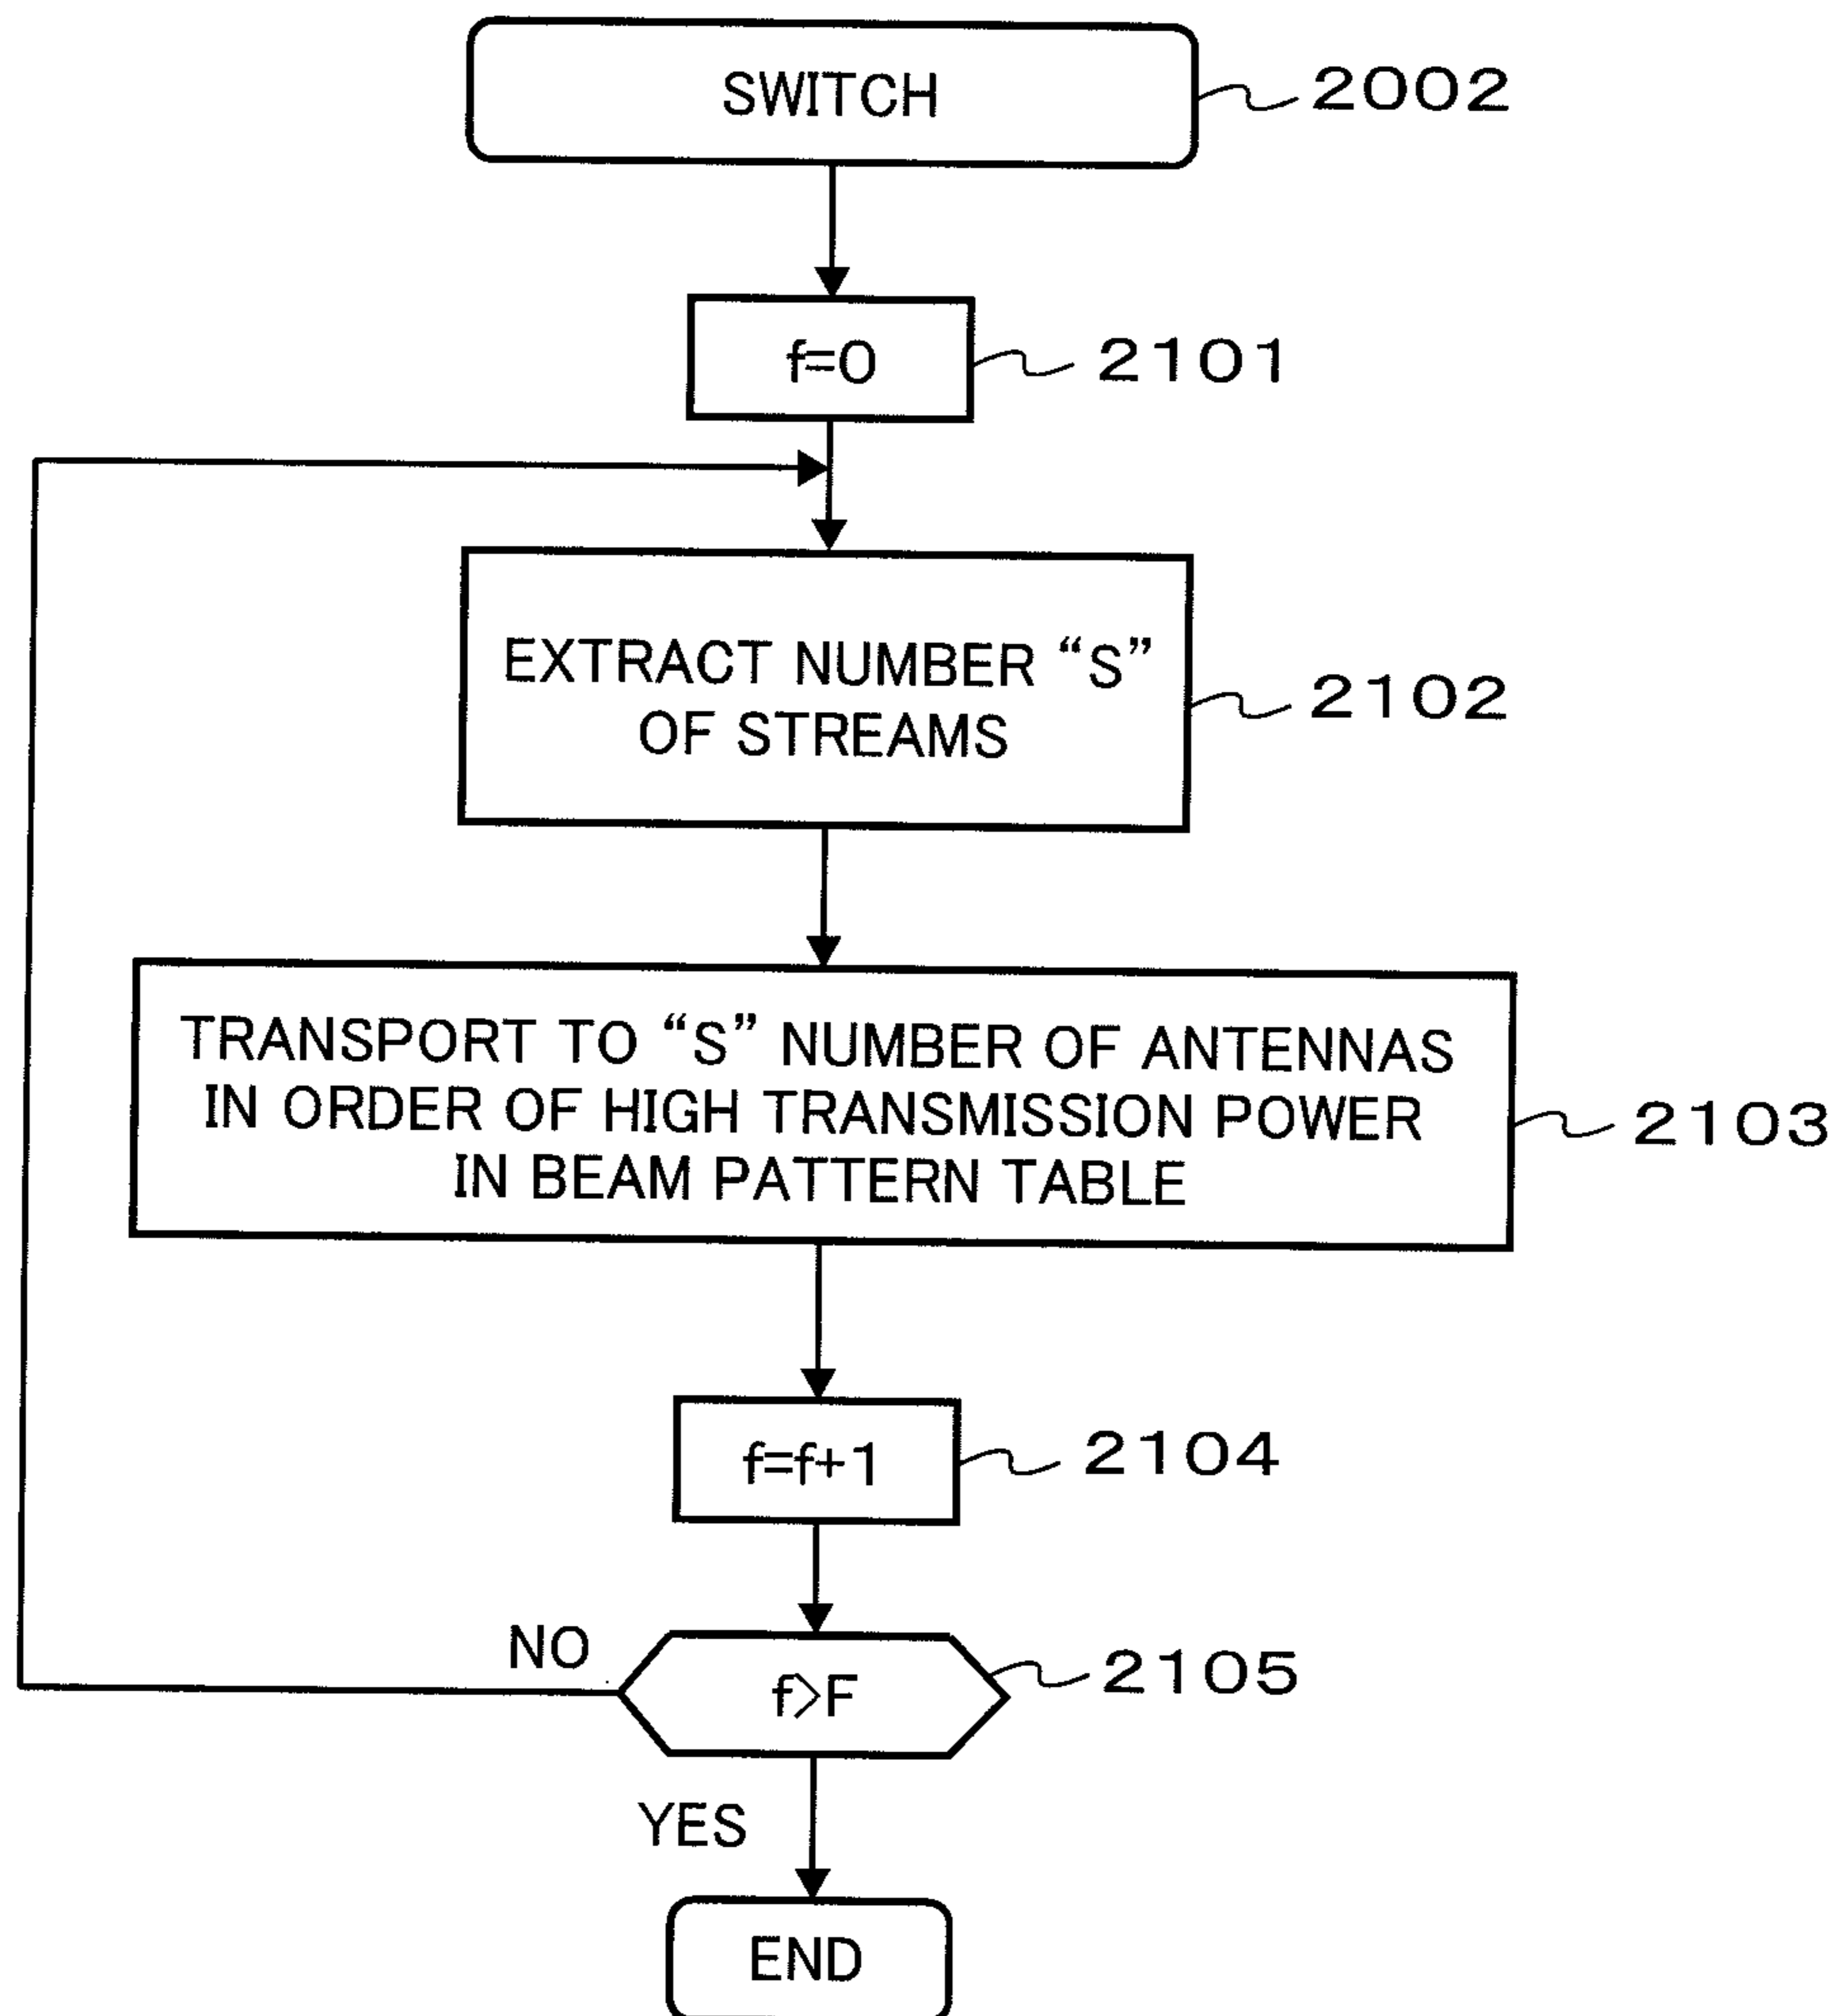 SWITCH
2002
f=0
2101
EXTRACT NUMBER “S”
OF STREAMS
2102
TRANSPORT TO “S” NUMBER OF ANTENNAS
IN ORDER OF HIGH TRANSMISSION POWER
IN BEAM PATTERN TABLE
2103
f=f+1
2104
NO
f>F
2105
YES
END